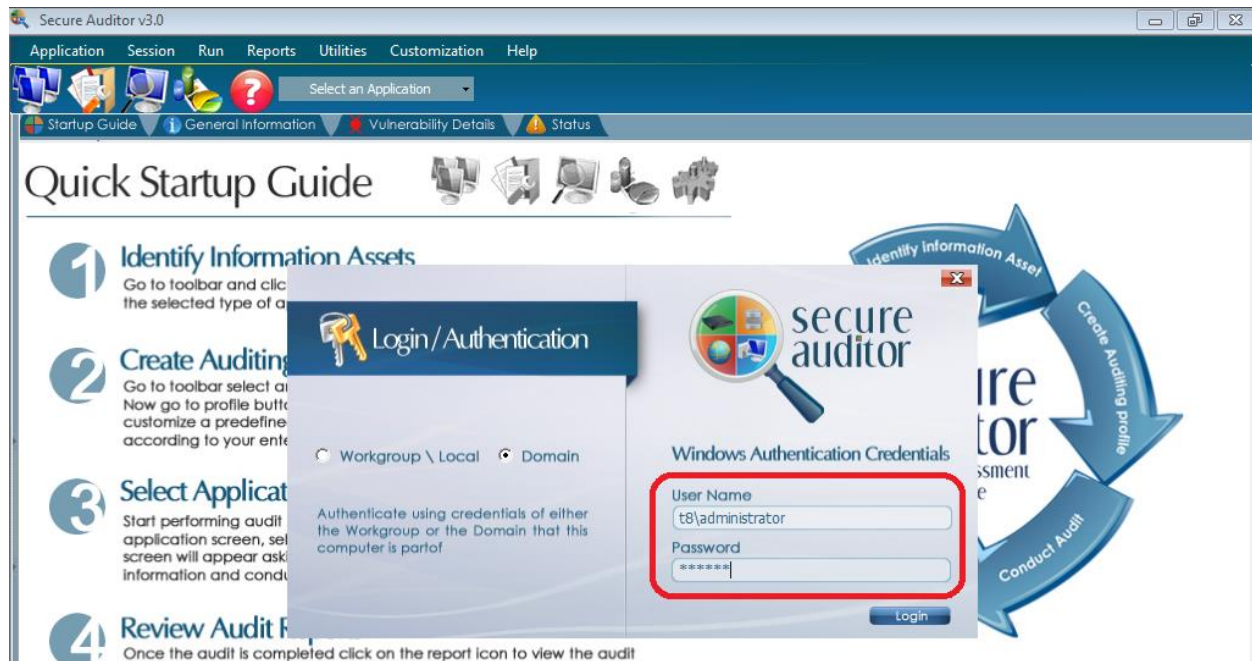 Secure Auditor v3.0
Application Session Run Reports Utilities Customization Help
Select an Application
Startup Guide General Information Vulnerability Details Status
Quick Startup Guide
1 Identify Information Assets
Go to toolbar and clic
the selected type of
2 Create Auditing
Go to toolbar select
Now go to profile
customize a predefine
according to your
3 Select Applicat
Start performing audit
application screen,
screen will appear
information and
4 Review Audit
Once the audit is completed click on the report icon to view the audit
Login/Authentication
Workgroup \ Local Domain
Authenticate using credentials of either
the Workgroup or the Domain that this
computer is partof
secure
auditor
Windows Authentication Credentials
User Name
t8\administrator
Password
******
Login
Identify Information Asset
Create Auditing profile
Conduct Audit